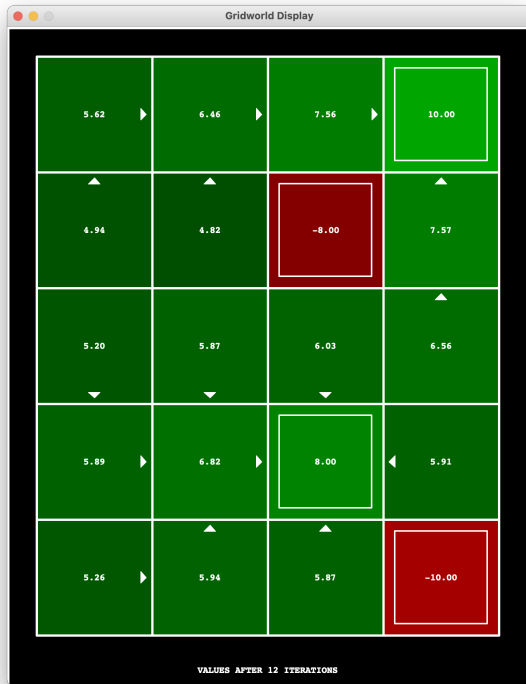 Gridworld Display
5.62 6.46 7.56 10.00
4.94 4.82 -8.00 7.57
5.20 5.87 6.03 6.56
5.89 6.82 8.00 5.91
5.26 5.94 5.87 -10.00
VALUES AFTER 12 ITERATIONS